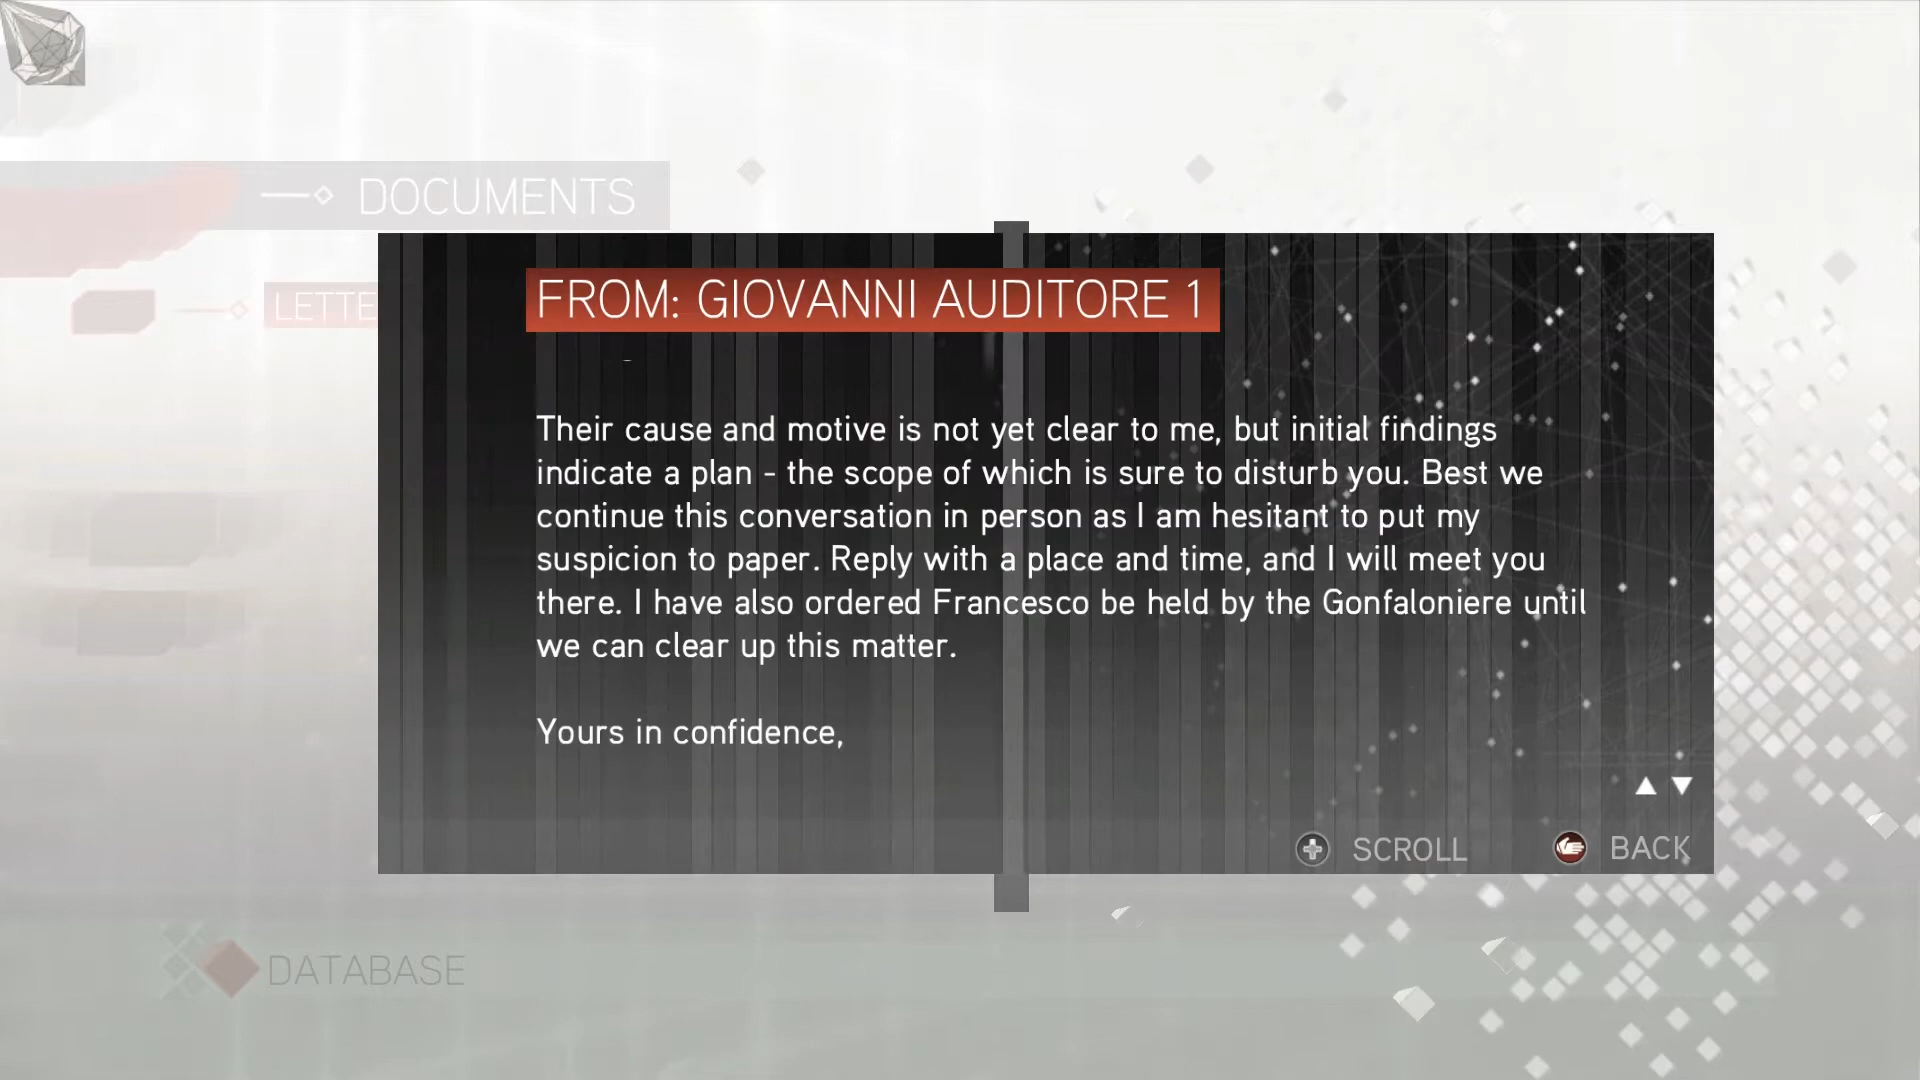 DOCUMENTS
LETTE
FROM: GIOVANNI AUDITORE 1
Their cause and motive is not yet clear to me, but initial findings
indicate a plan - the scope of which is sure to disturb you. Best we
continue this conversation in person as I am hesitant to put my
suspicion to paper. Reply with a place and time, and I will meet you
there. I have also ordered Francesco be held by the Gonfaloniere until
we can clear up this matter.
Yours in confidence,
SCROLL
BACK
DATABASE